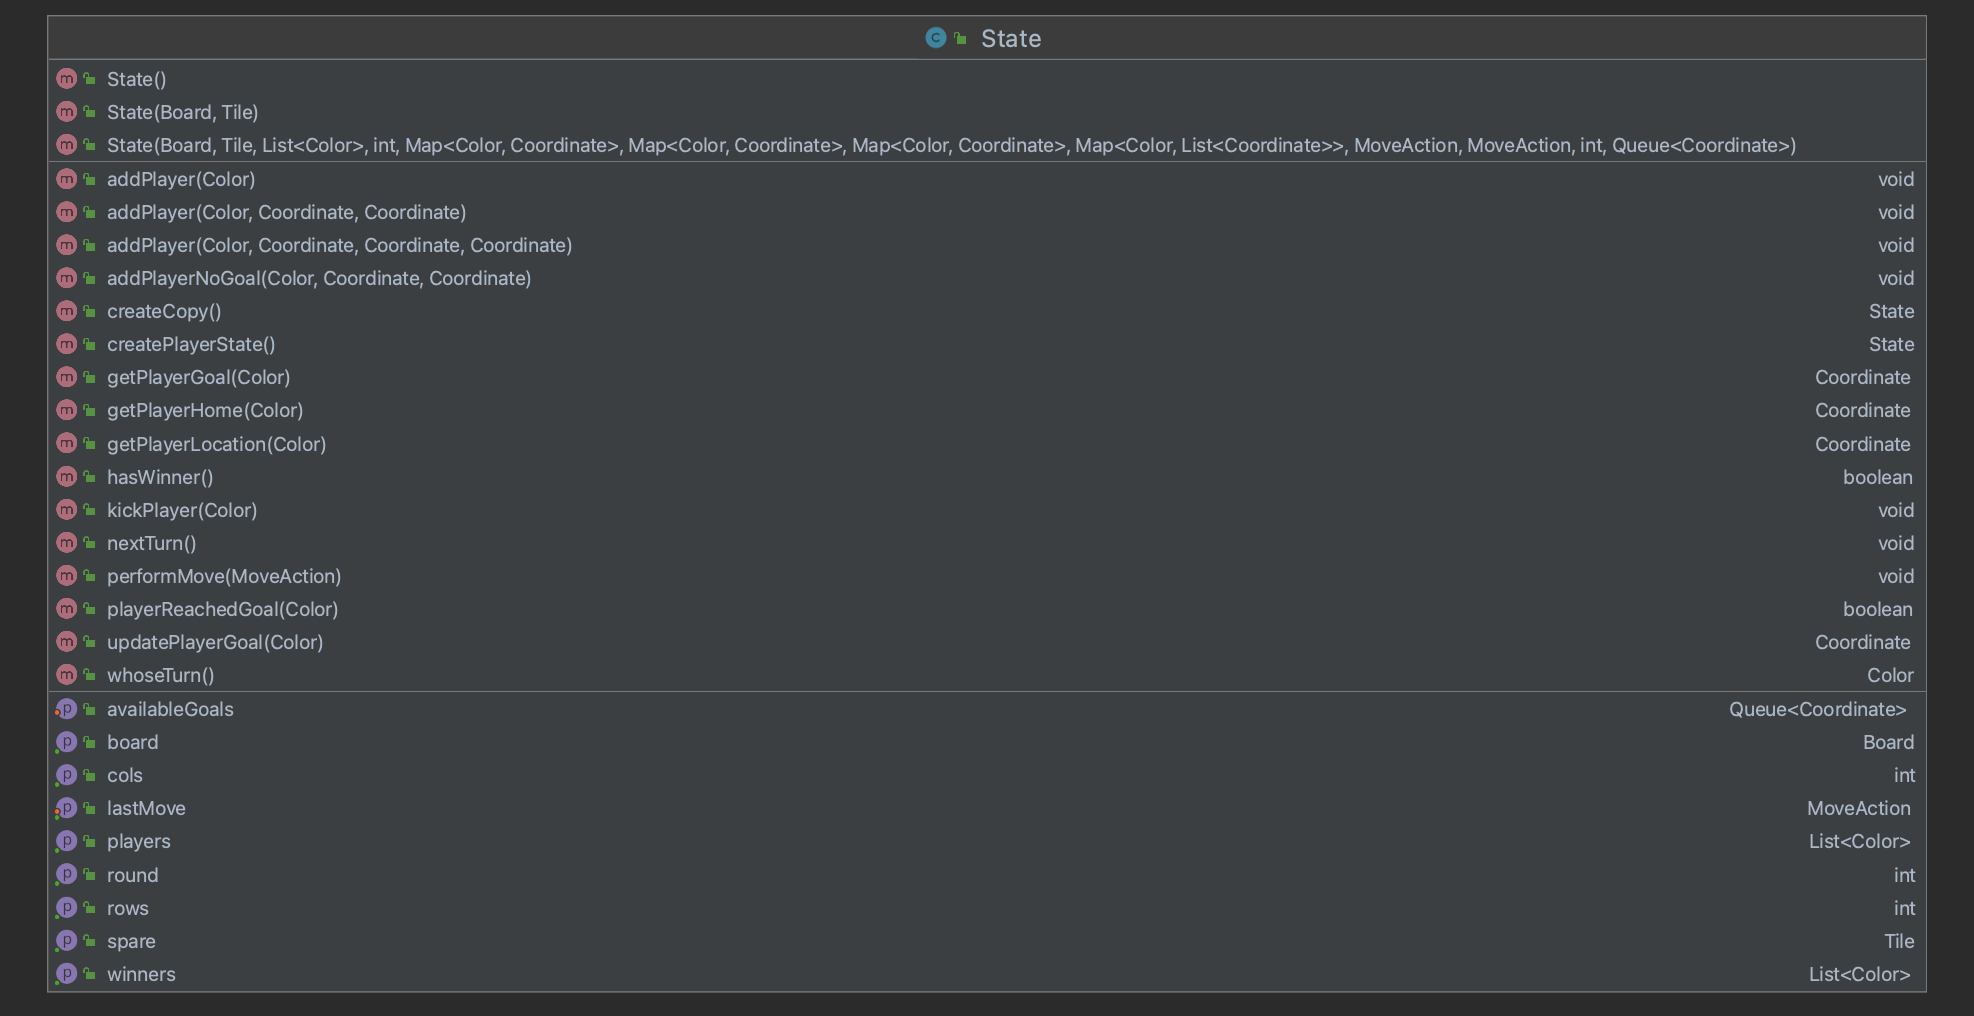 State
State()
State(Board, Tile)
State(Board, Tile, List<Color>, int, Map<Color, Coordinate>, Map<Color, Coordinate>, Map<Color, Coordinate>, Map<Color, List<Coordinate>>, MoveAction, MoveAction, int, Queue<Coordinate>)
addPlayer(Color) void
addPlayer(Color, Coordinate, Coordinate) void
addPlayer(Color, Coordinate, Coordinate, Coordinate) void
addPlayerNoGoal(Color, Coordinate, Coordinate) void
createCopy() State
createPlayerState() State
getPlayerGoal(Color) Coordinate
getPlayerHome(Color) Coordinate
getPlayerLocation(Color) Coordinate
hasWinner() boolean
kickPlayer(Color) void
nextTurn() void
performMove(MoveAction) void
playerReachedGoal(Color) boolean
updatePlayerGoal(Color) Coordinate
whoseTurn() Color
availableGoals Queue<Coordinate>
board Board
cols int
lastMove MoveAction
players List<Color>
round int
rows int
spare Tile
winners List<Color>